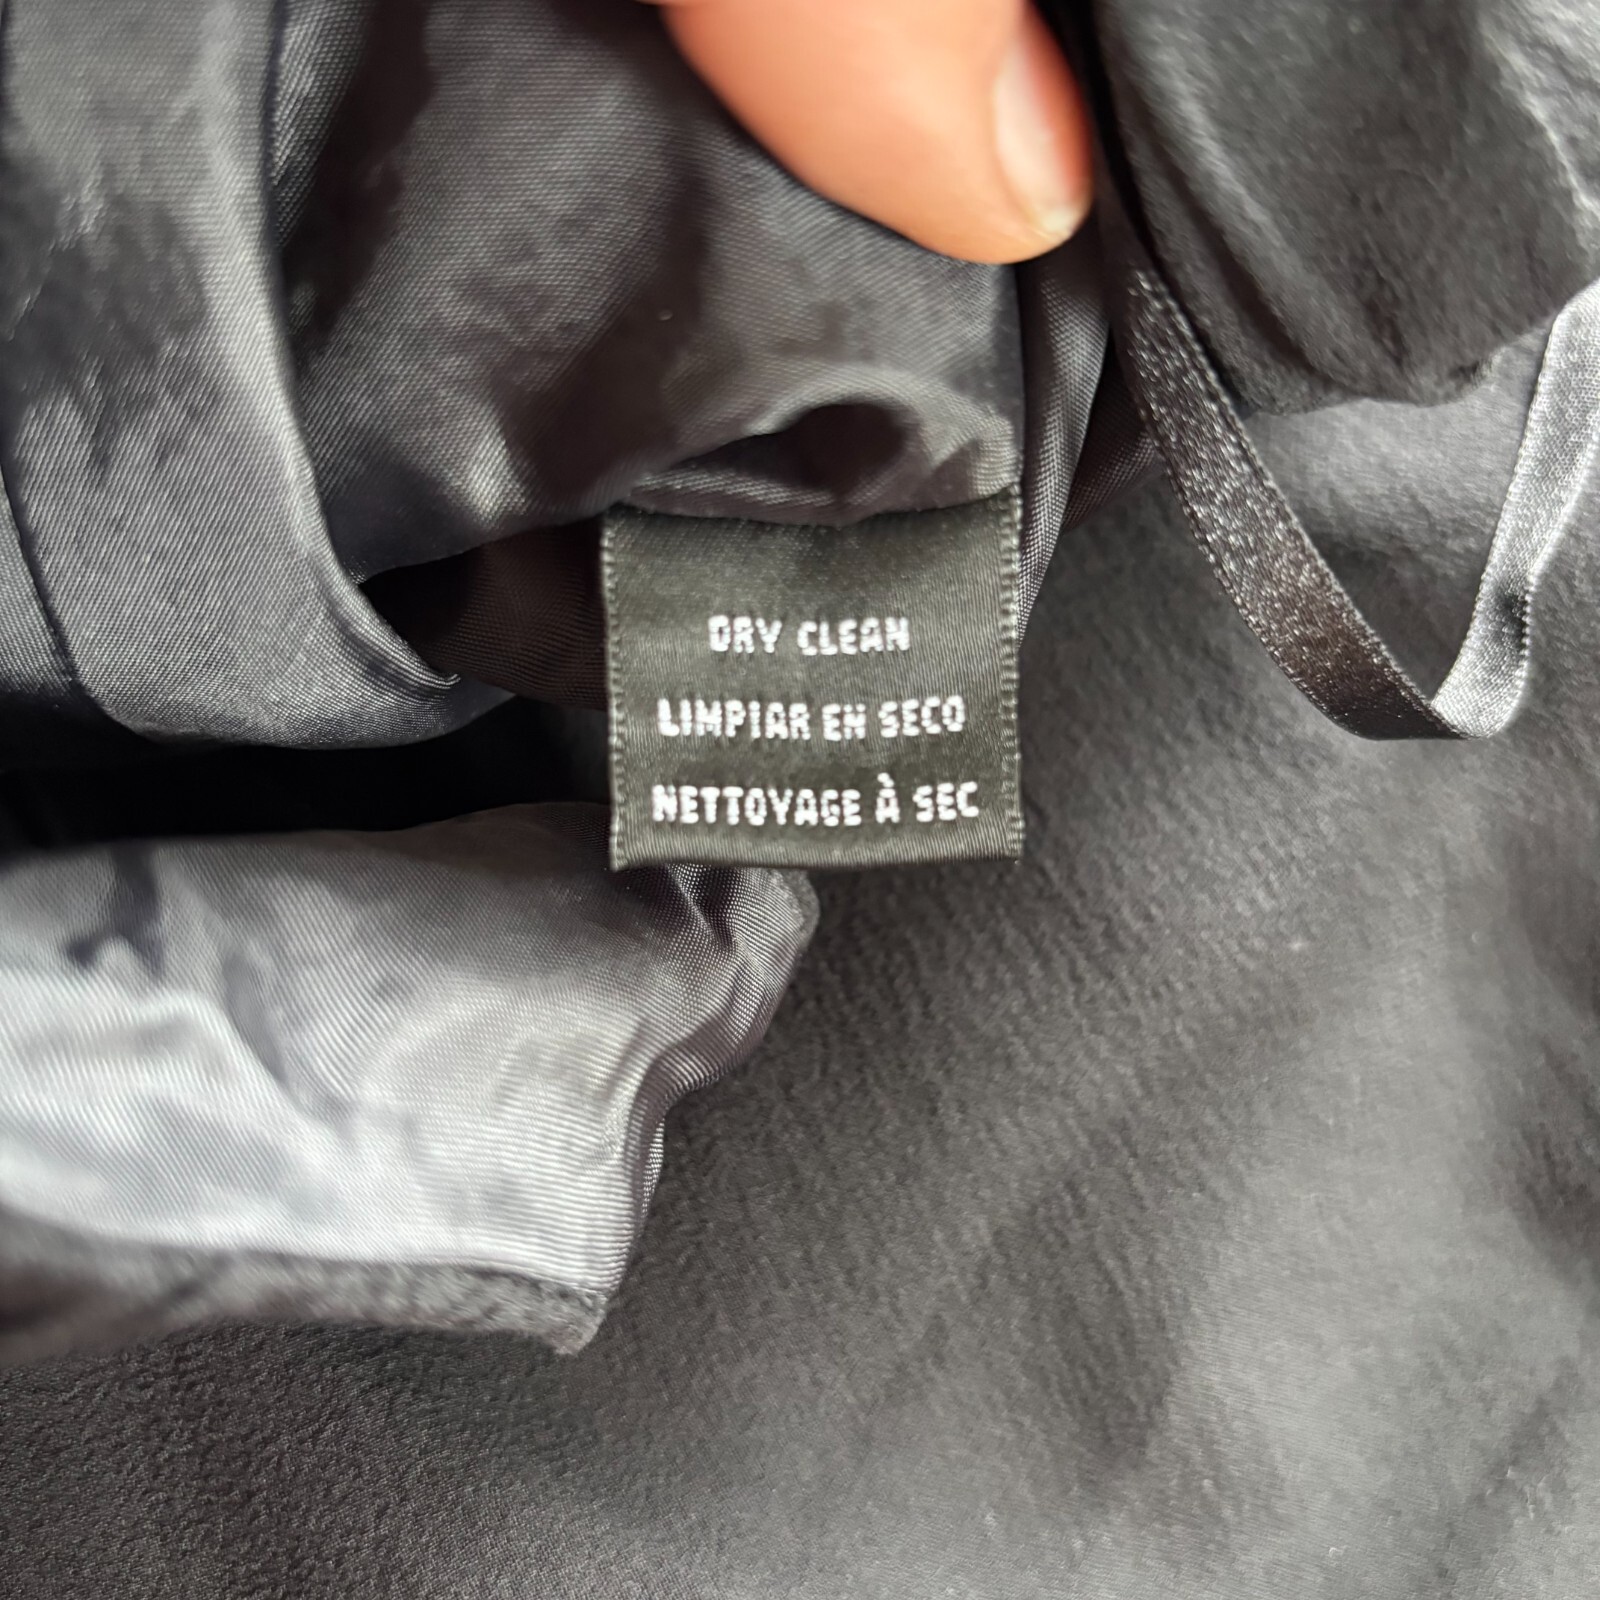 DRY CLEAN
LIMPIAR EN SECO
NETTOYAGE À SEC